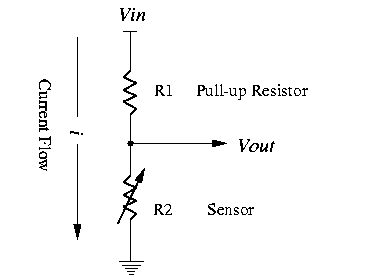 Vin
R1 Pull-up Resistor
i
Current Flow
Vout
R2 Sensor